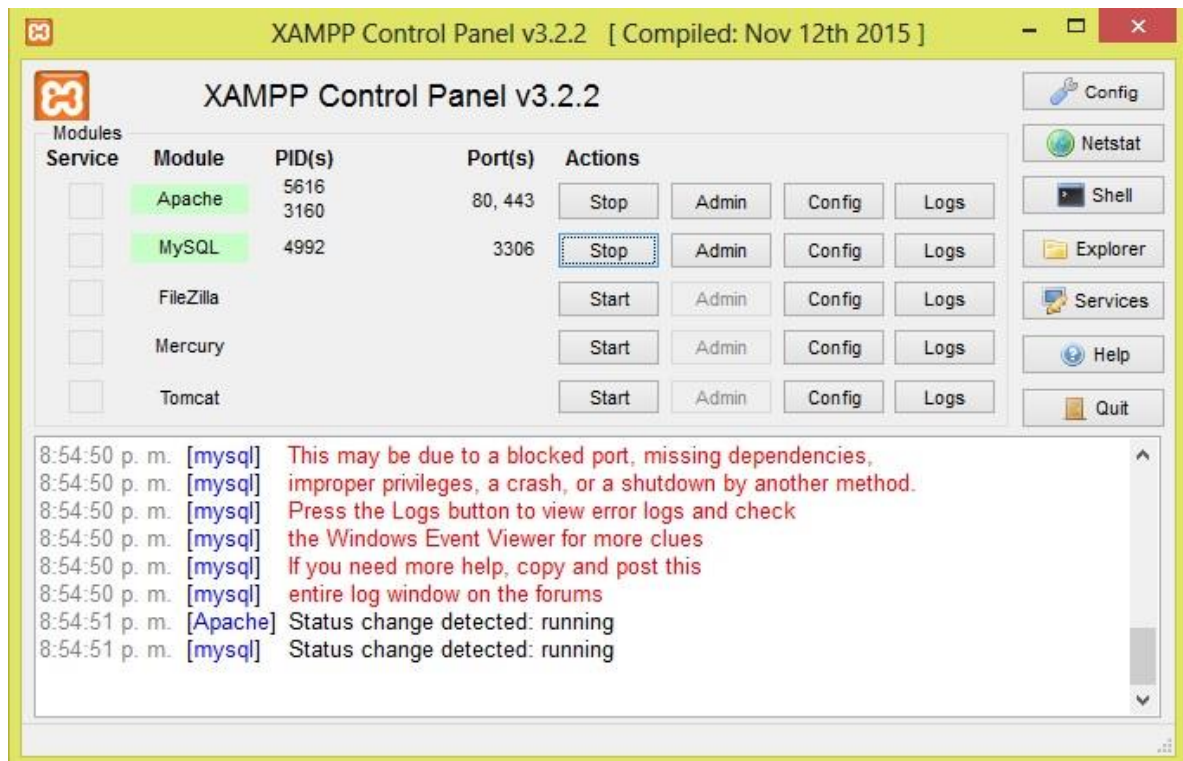 XAMPP Control Panel v3.2.2 [ Compiled: Nov 12th 2015 ]
XAMPP Control Panel v3.2.2
Config
Modules
Netstat
Service Module PID(s) Port(s) Actions
Apache 5616 3160 80, 443 Stop Admin Config Logs
Shell
MySQL 4992 3306 Stop Admin Config Logs
Explorer
FileZilla Start Admin Config Logs
Services
Mercury Start Admin Config Logs
Help
Tomcat Start Admin Config Logs
Quit
8:54:50 p. m. [mysql] This may be due to a blocked port, missing dependencies,
8:54:50 p. m. [mysql] improper privileges, a crash, or a shutdown by another method.
8:54:50 p. m. [mysql] Press the Logs button to view error logs and check
8:54:50 p. m. [mysql] the Windows Event Viewer for more clues
8:54:50 p. m. [mysql] If you need more help, copy and post this
8:54:50 p. m. [mysql] entire log window on the forums
8:54:51 p. m. [Apache] Status change detected: running
8:54:51 p. m. [mysql] Status change detected: running